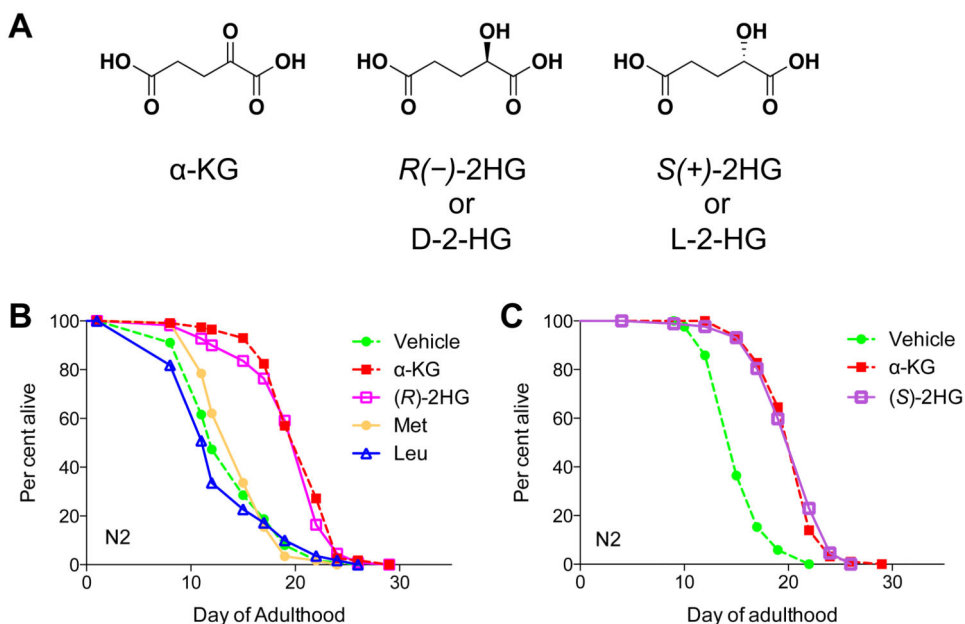 A
O
HO
OH
O
O
α-KG
OH
HO
OH
O
O
R(−)-2HG
or
D-2-HG
OH
HO
OH
O
O
S(+)-2HG
or
L-2-HG
B
Per cent alive
100
80
60
40
20
0
0
10
20
30
Vehicle
α-KG
(R)-2HG
Met
Leu
N2
Day of Adulthood
C
Per cent alive
100
80
60
40
20
0
0
10
20
30
Vehicle
α-KG
(S)-2HG
N2
Day of adulthood